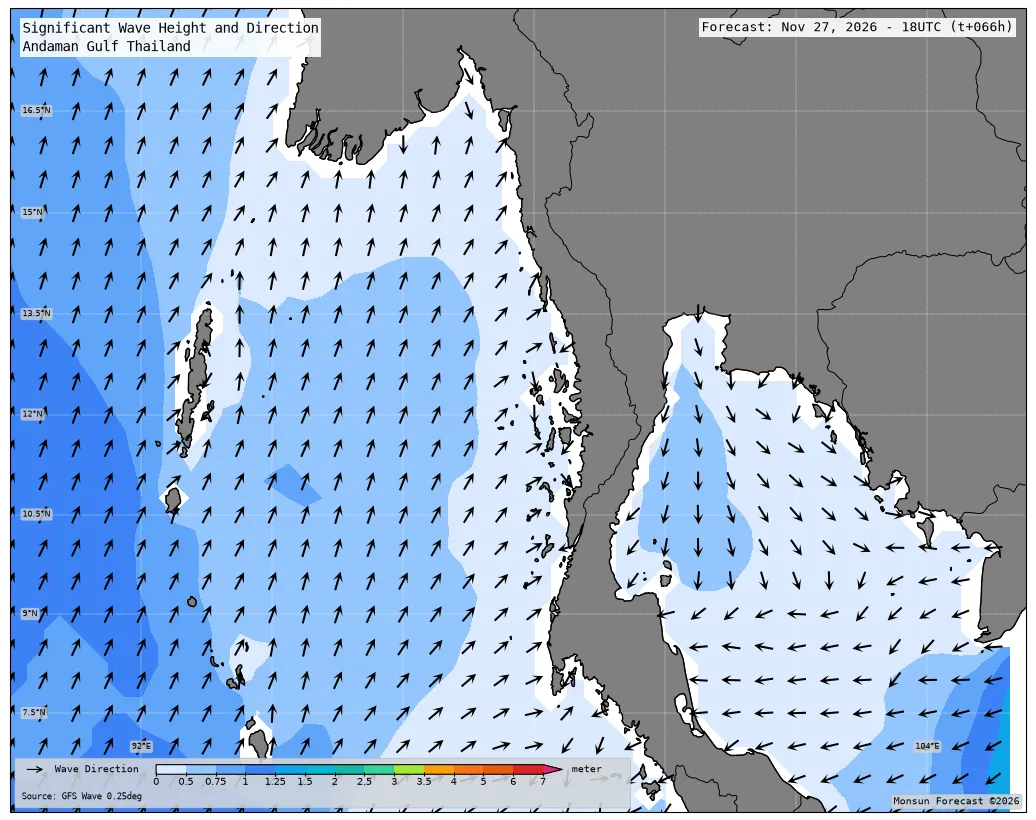 Significant Wave Height and Direction
Andaman Gulf Thailand
Forecast: Nov 27, 2026 - 18UTC (t+066h)
16.5°N
15°N
13.5°N
12°N
10.5°N
9°N
7.5°N
92°E
104°E
Wave Direction
0.5 0.75 1 1.25 1.5 2 2.5 3 3.5 4 5 6 7
meter
Source: GFS Wave 0.25deg
Monsun Forecast ©2026